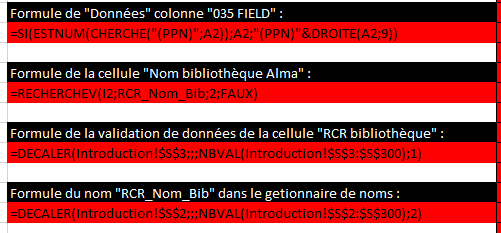 Formule de "Données" colonne "035 FIELD" :
=SI(ESTNUM(CHERCHE("(PPN)";A2));A2;"(PPN)"&DROITE(A2;9))
Formule de la cellule "Nom bibliothèque Alma" :
=RECHERCHEV(I2;RCR_Nom_Bib;2;FAUX)
Formule de la validation de données de la cellule "RCR bibliothèque" :
=DECALER(Introduction!$S$3;;;NBVAL(Introduction!$S$3:$S$300);1)
Formule du nom "RCR_Nom_Bib" dans le getionnaire de noms :
=DECALER(Introduction!$S$2;;;NBVAL(Introduction!$S$2:$S$300);2)